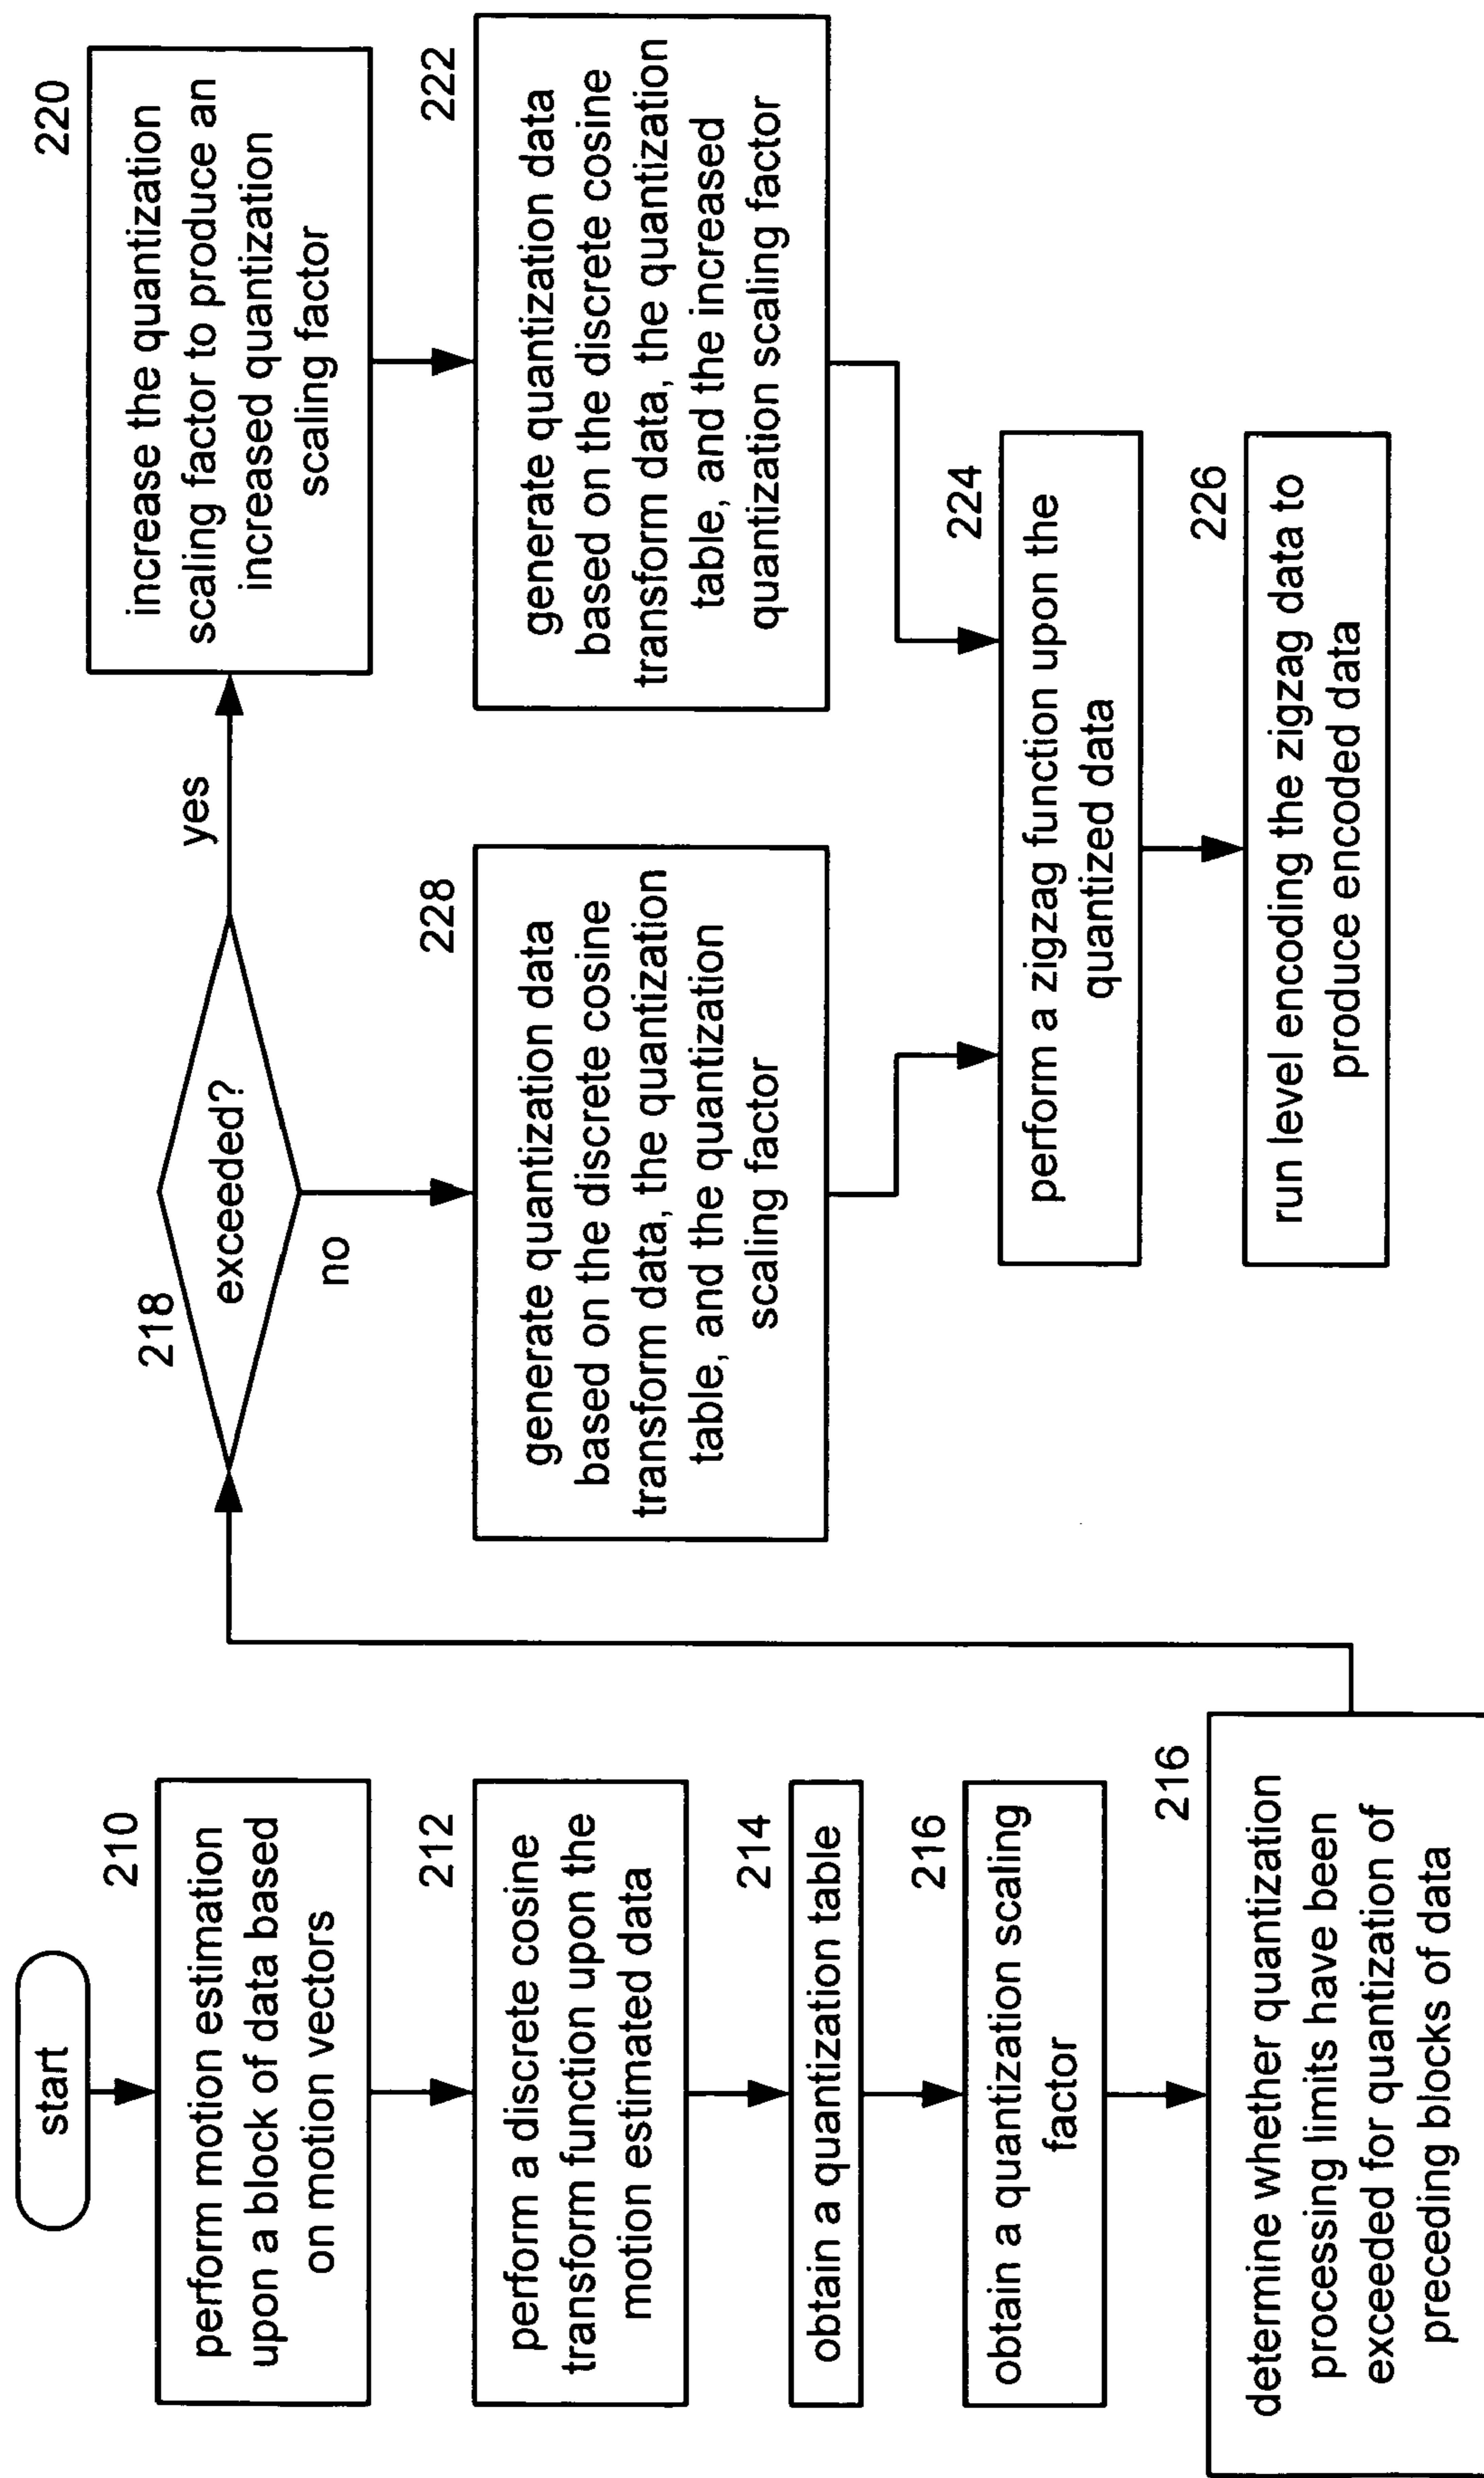 start
210
perform motion estimation
upon a block of data based
on motion vectors
212
perform a discrete cosine
transform function upon the
motion estimated data
214
obtain a quantization table
216
obtain a quantization scaling
factor
216
determine whether quantization
processing limits have been
exceeded for quantization of
preceding blocks of data
218
exceeded?
yes
no
220
increase the quantization
scaling factor to produce an
increased quantization
scaling factor
222
generate quantization data
based on the discrete cosine
transform data, the quantization
table, and the increased
quantization scaling factor
228
generate quantization data
based on the discrete cosine
transform data, the quantization
table, and the quantization
scaling factor
224
perform a zigzag function upon the
quantized data
226
run level encoding the zigzag data to
produce encoded data